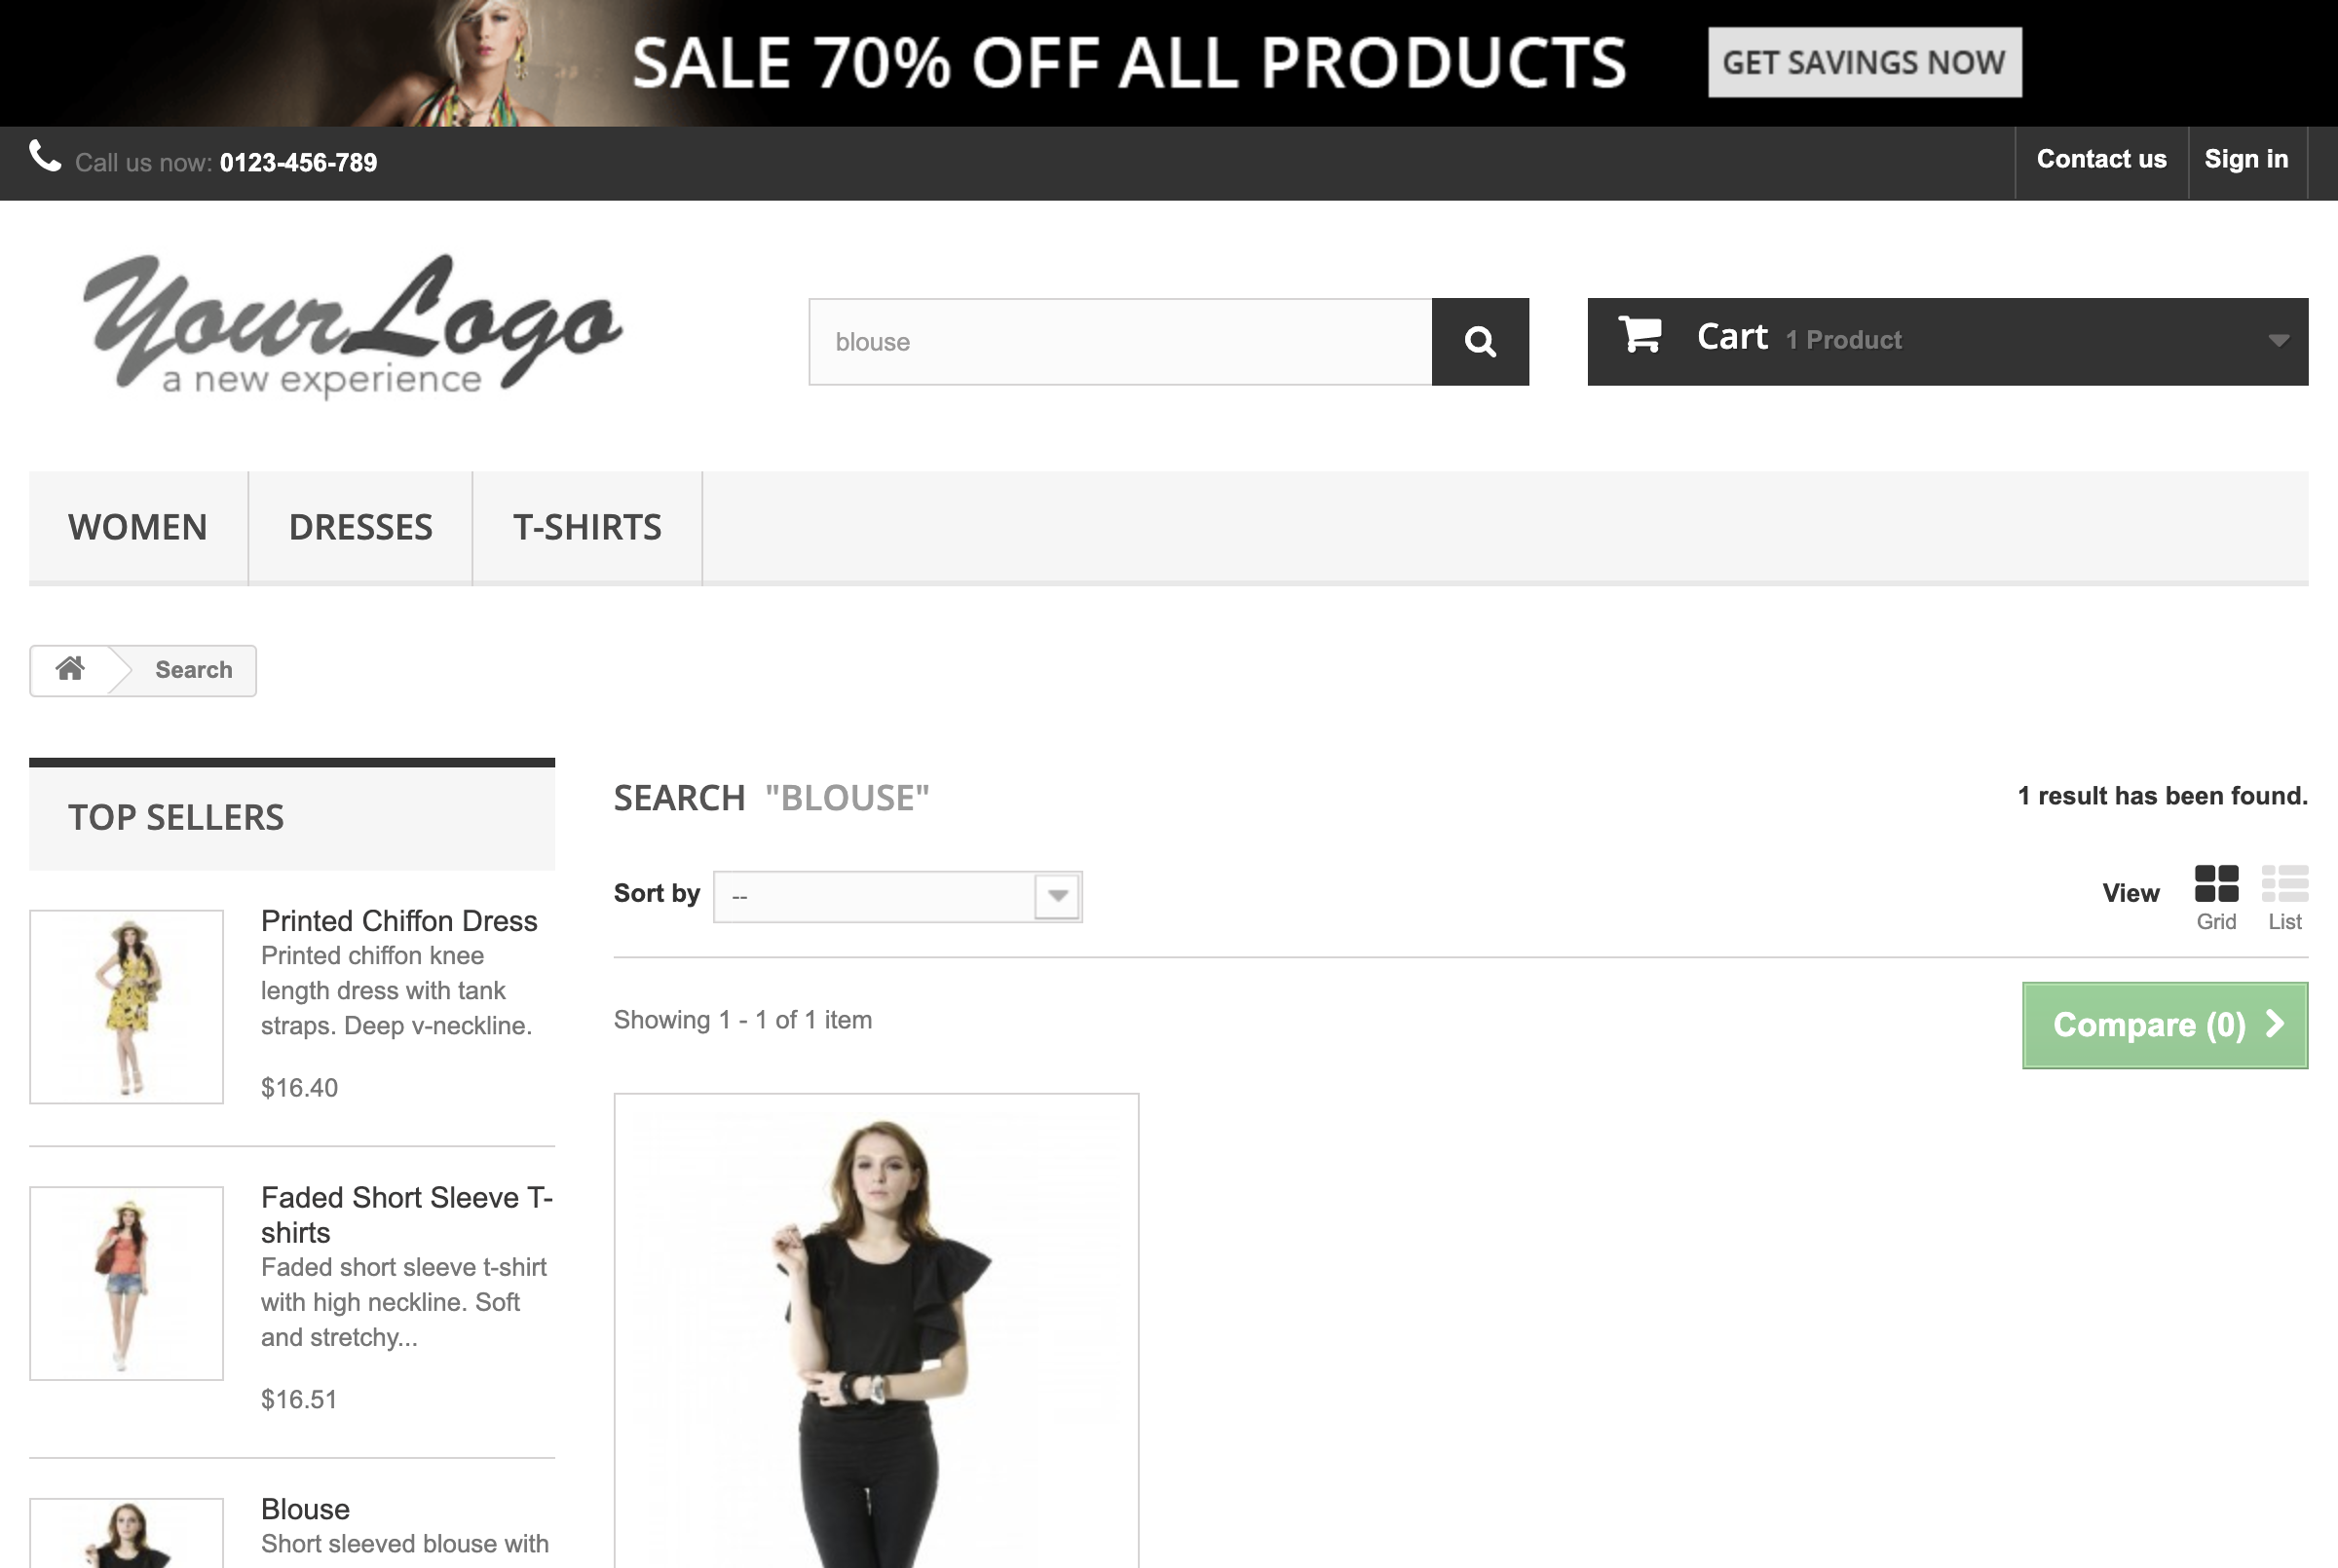 SALE 70% OFF ALL PRODUCTS
GET SAVINGS NOW
Call us now: 0123-456-789
Contact us
Sign in
YourLogo
a new experience
blouse
Cart 1 Product
WOMEN
DRESSES
T-SHIRTS
Search
TOP SELLERS
Printed Chiffon Dress
Printed chiffon knee
length dress with tank
straps. Deep v-neckline.
$16.40
Faded Short Sleeve T-
shirts
Faded short sleeve t-shirt
with high neckline. Soft
and stretchy...
$16.51
Blouse
Short sleeved blouse with
SEARCH "BLOUSE"
1 result has been found.
Sort by --
View
Grid
List
Showing 1 - 1 of 1 item
Compare (0)